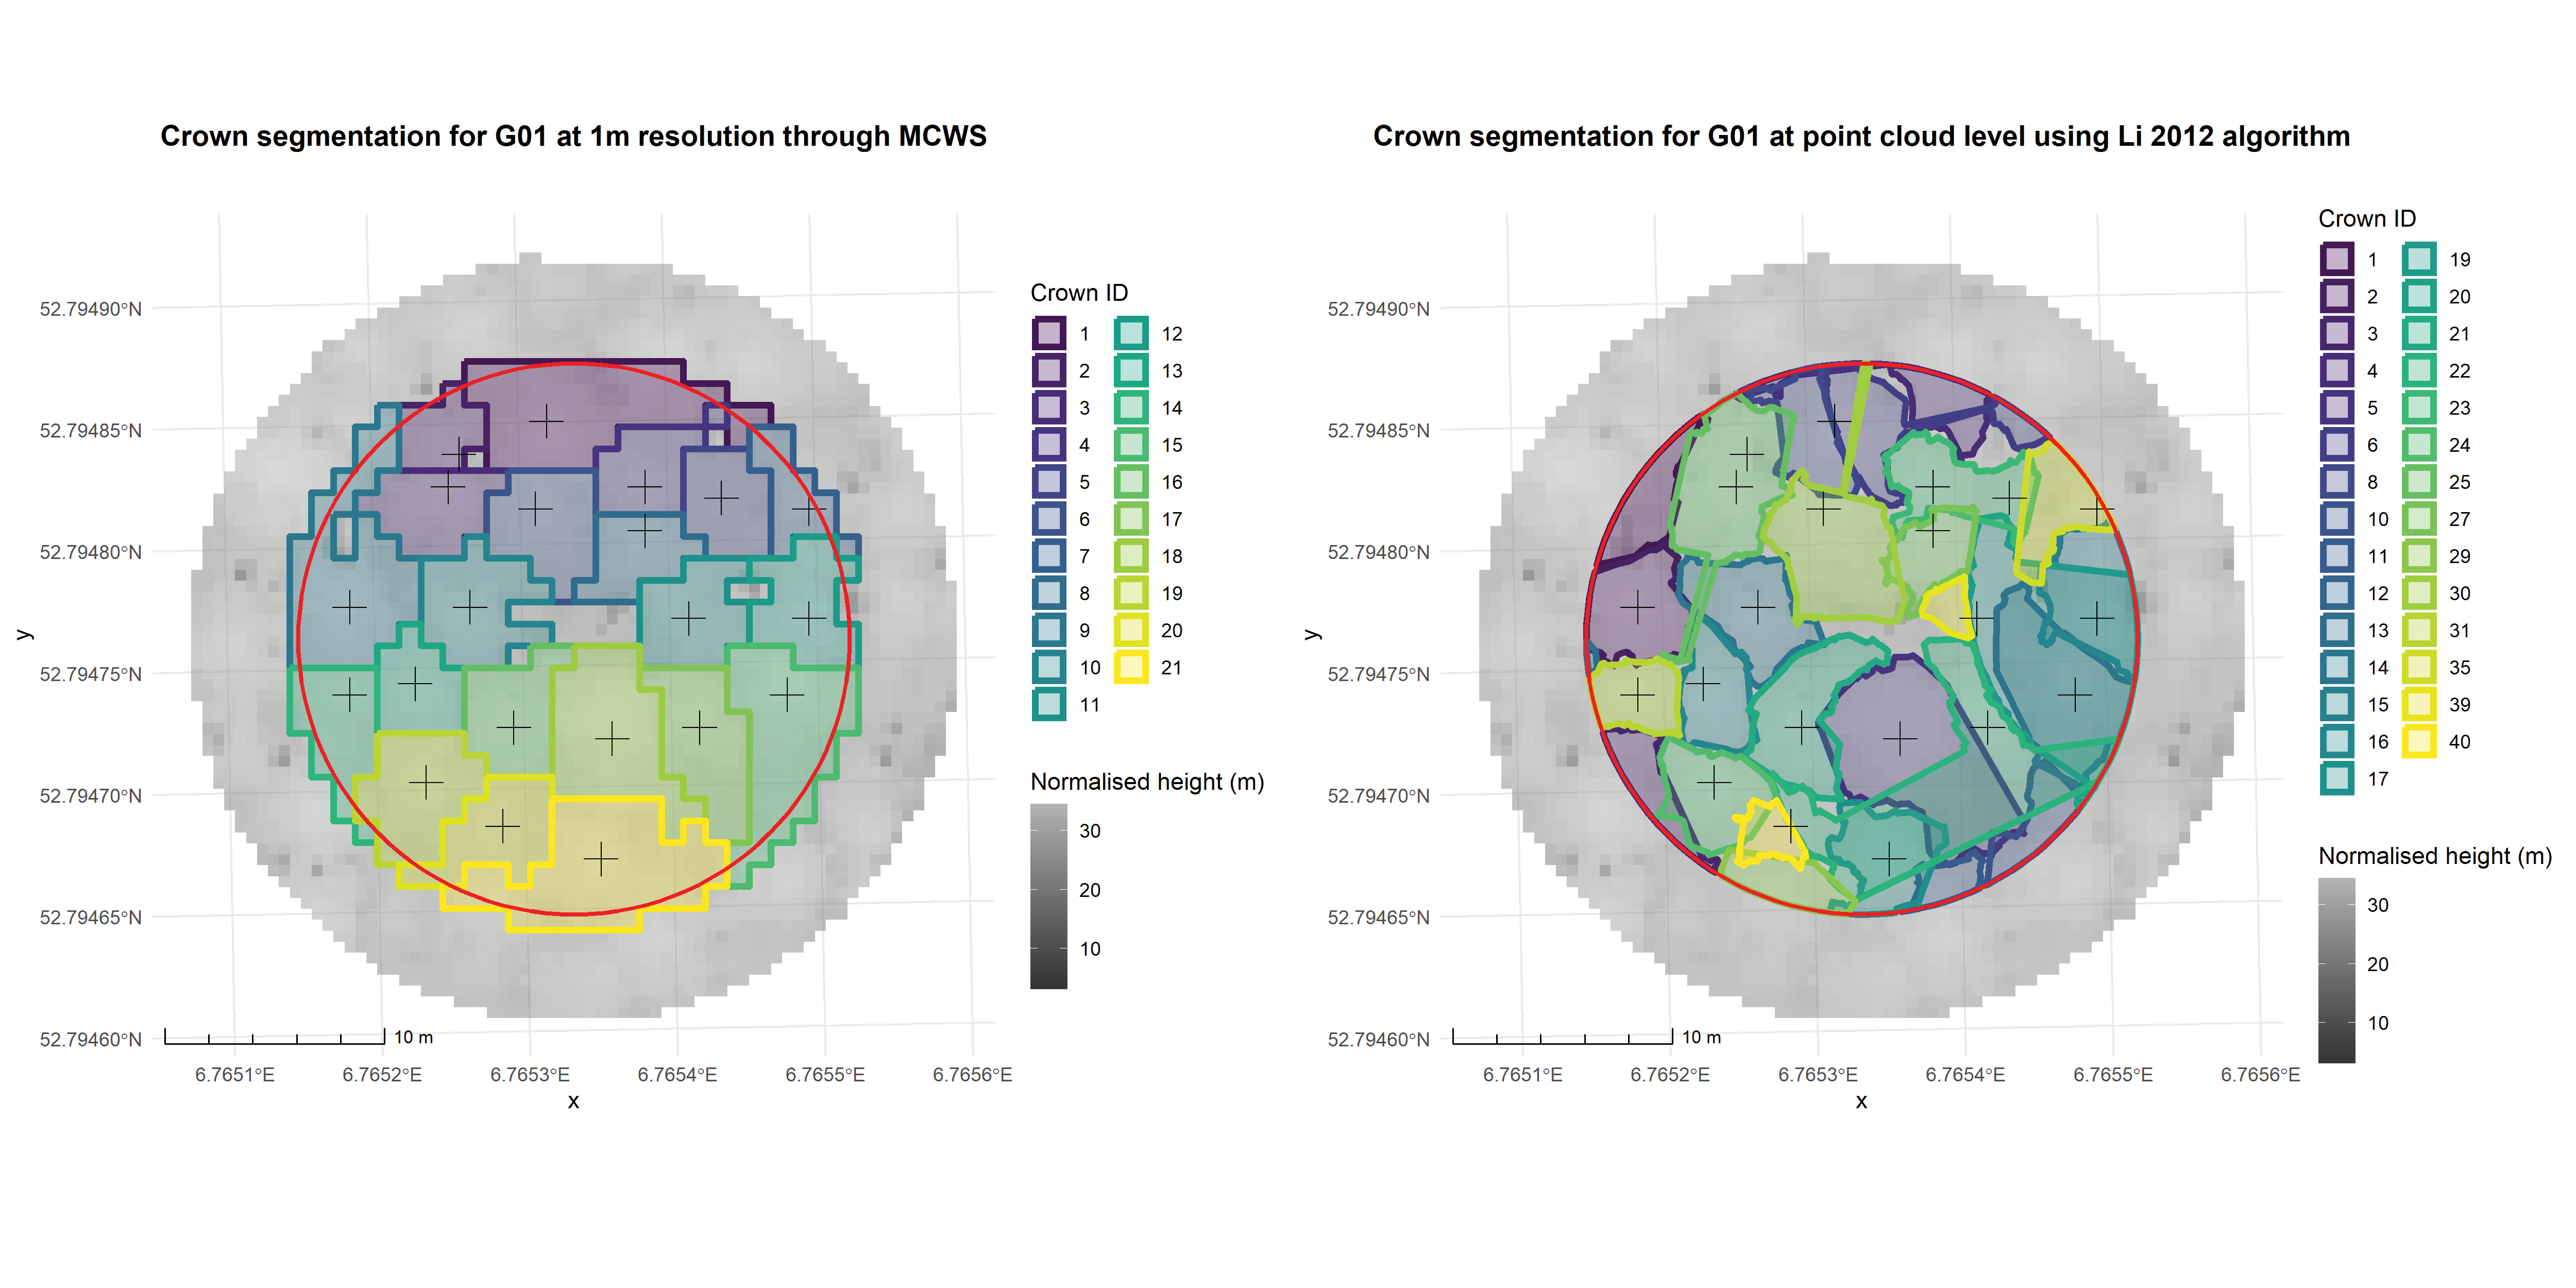 Crown segmentation for G01 at 1m resolution through MCWS
52.79490°N
52.79485°N
52.79480°N
52.79475°N
52.79470°N
52.79465°N
52.79460°N
y
10 m
6.7651°E 6.7652°E 6.7653°E 6.7654°E 6.7655°E 6.7656°E
x
Crown ID
1 12
2 13
3 14
4 15
5 16
6 17
7 18
8 19
9 20
10 21
11
Normalised height (m)
30
20
10
Crown segmentation for G01 at point cloud level using Li 2012 algorithm
52.79490°N
52.79485°N
52.79480°N
52.79475°N
52.79470°N
52.79465°N
52.79460°N
y
10 m
6.7651°E 6.7652°E 6.7653°E 6.7654°E 6.7655°E 6.7656°E
x
Crown ID
1 19
2 20
3 21
4 22
5 23
6 24
8 25
10 27
11 29
12 30
13 31
14 35
15 39
16 40
17
Normalised height (m)
30
20
10